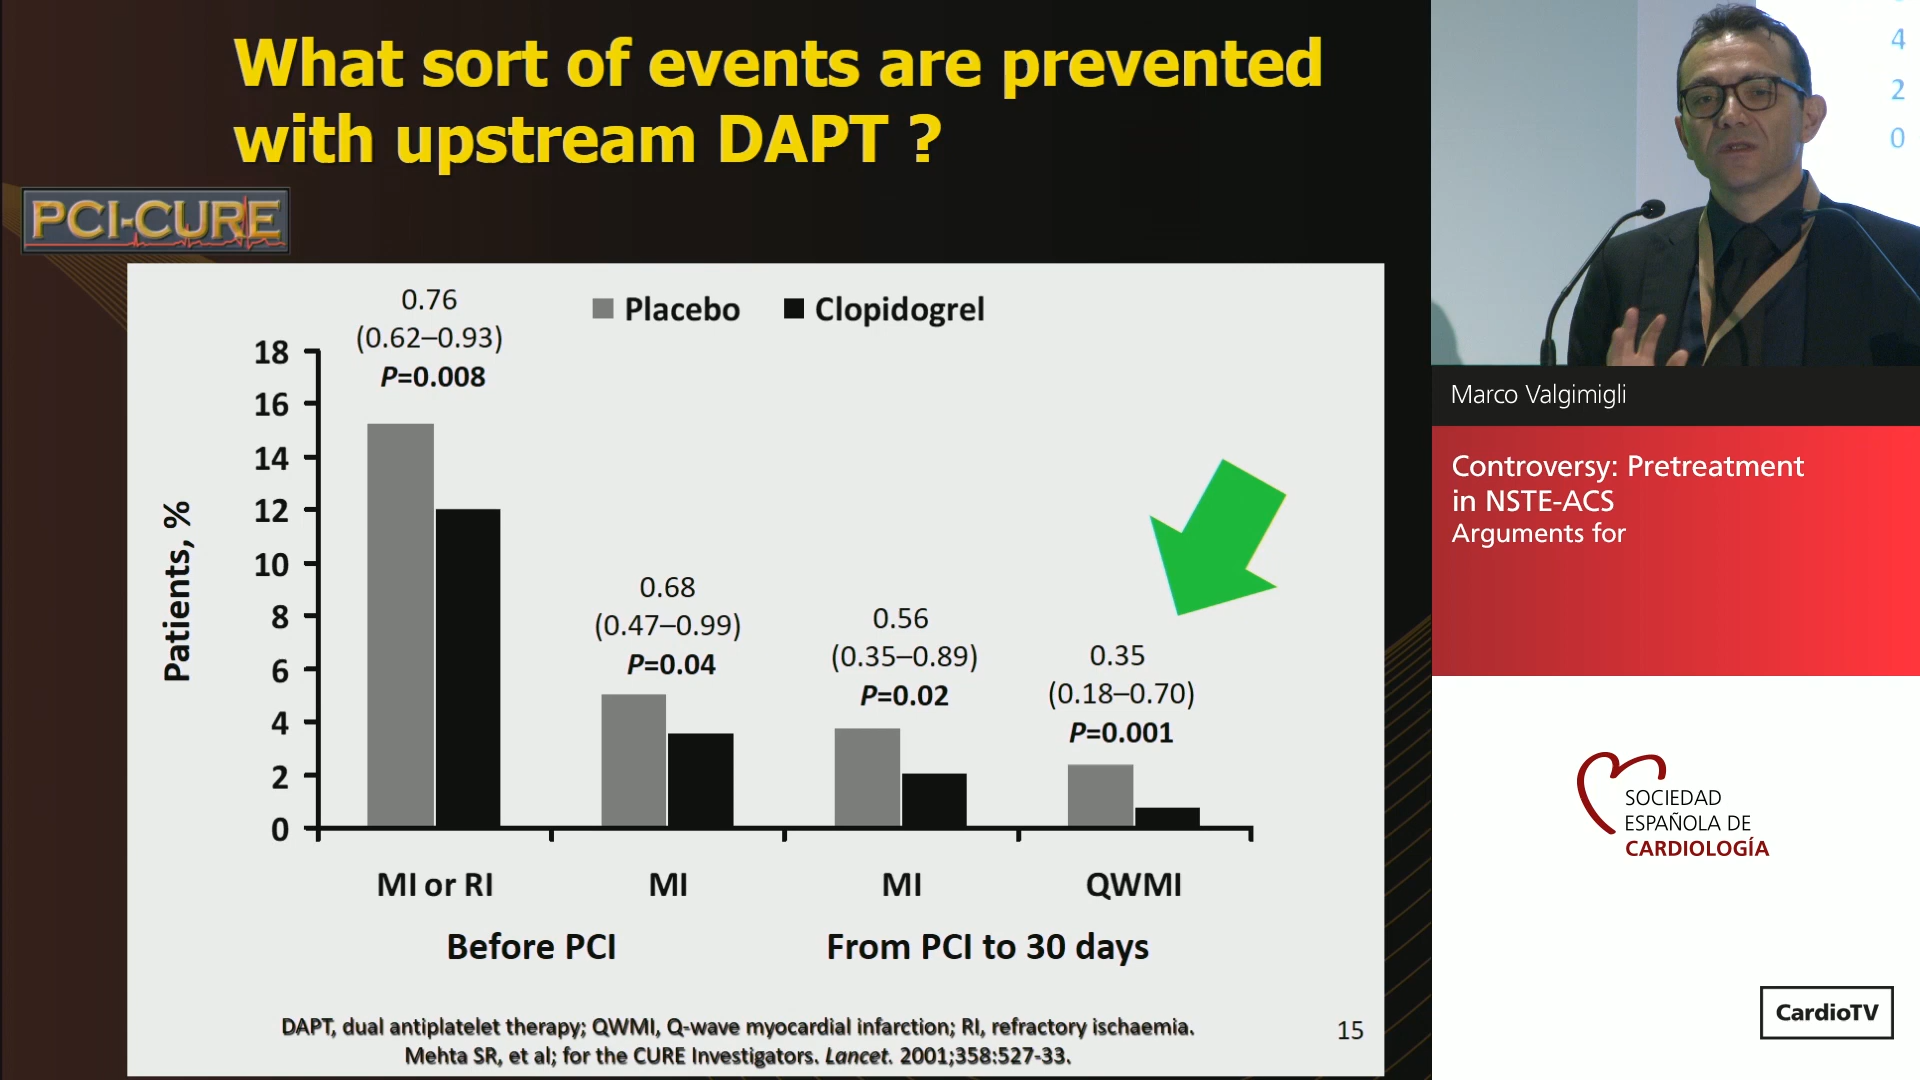 What sort of events are prevented
with upstream DAPT ?
PCI-CURE
Placebo
Clopidogrel
0.76
(0.62–0.93)
P=0.008
0.68
(0.47–0.99)
P=0.04
0.56
(0.35–0.89)
P=0.02
0.35
(0.18–0.70)
P=0.001
Patients, %
18
16
14
12
10
8
6
4
2
0
MI or RI
MI
MI
QWMI
Before PCI
From PCI to 30 days
DAPT, dual antiplatelet therapy; QWMI, Q-wave myocardial infarction; RI, refractory ischaemia.
Mehta SR, et al; for the CURE Investigators. Lancet. 2001;358:527-33.
15
4
2
0
Marco Valgimigli
Controversy: Pretreatment
in NSTE-ACS
Arguments for
SOCIEDAD
ESPAÑOLA DE
CARDIOLOGÍA
CardioTV